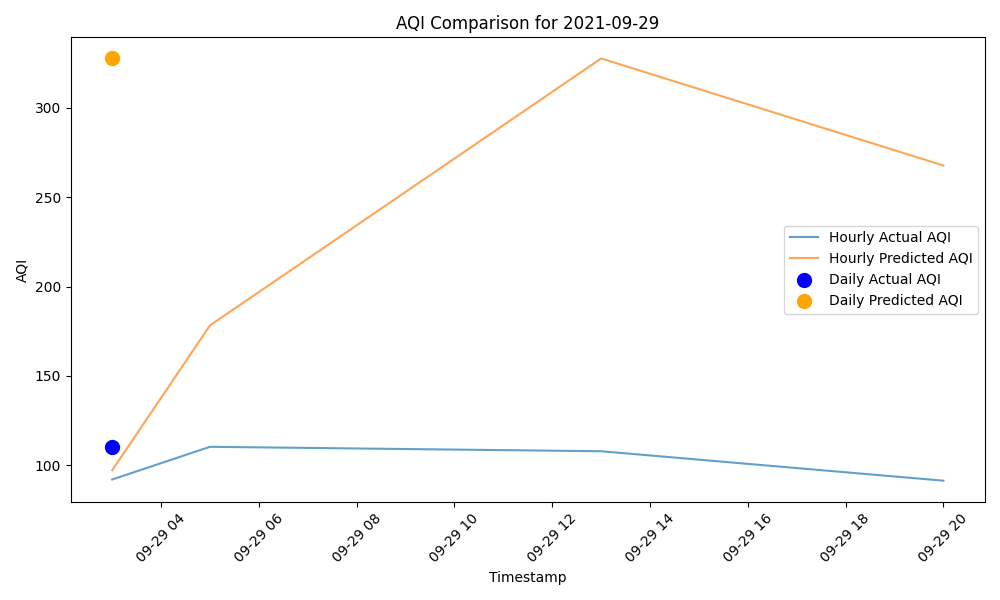 AQI Comparison for 2021-09-29
AQI
300
250
200
150
100
Hourly Actual AQI
Hourly Predicted AQI
Daily Actual AQI
Daily Predicted AQI
09-29 04
09-29 06
09-29 08
09-29 10
09-29 12
09-29 14
09-29 16
09-29 18
09-29 20
Timestamp